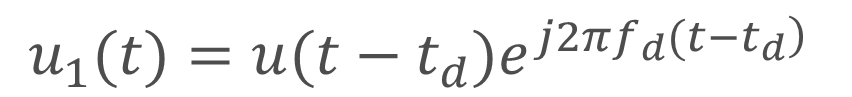 u₁(t) = u(t − t_d)e^{j2πf_d(t−t_d)}